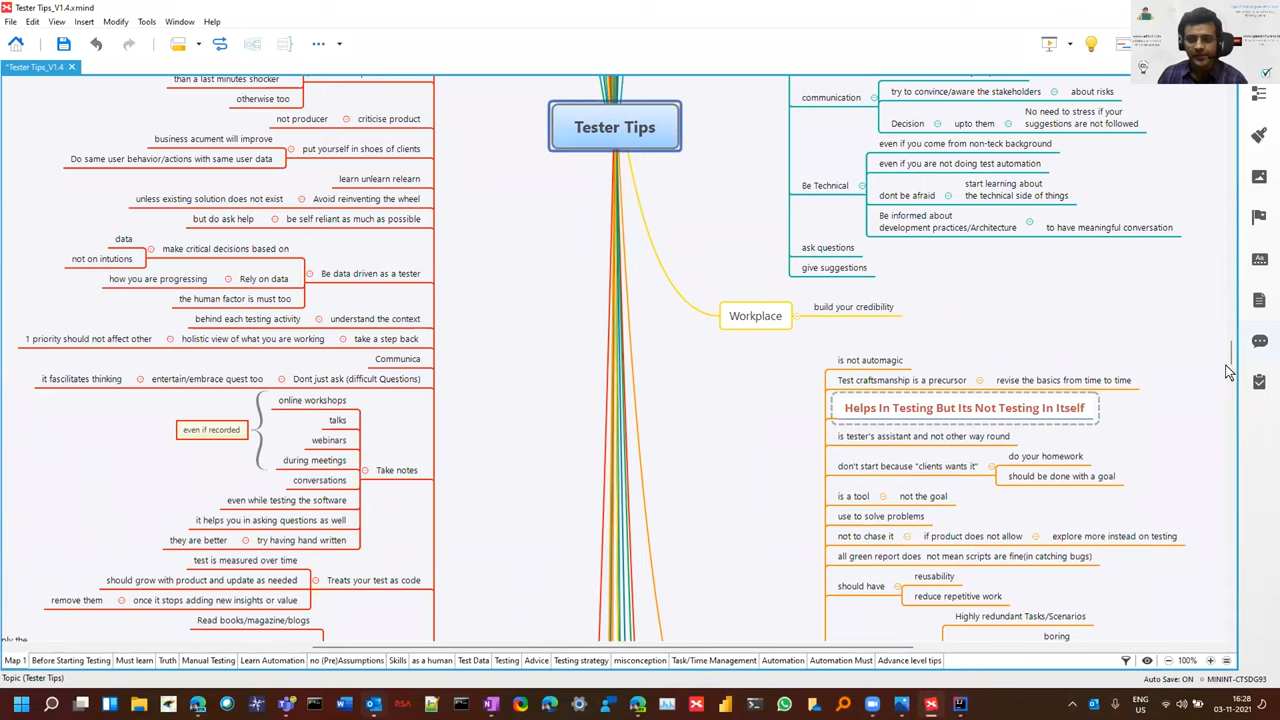 Tester Tips_V1.4.xmind
File Edit View Insert Modify Tools Window Help
*Tester Tips_V1.4
than a last minutes shocker
otherwise too
not producer criticise product
business acument will improve
put yourself in shoes of clients
Do same user behavior/actions with same user data
learn unlearn relearn
unless existing solution does not exist Avoid reinventing the wheel
but do ask help be self reliant as much as possible
data
make critical decisions based on
not on intutions
Be data driven as a tester
how you are progressing Rely on data
the human factor is must too
behind each testing activity understand the context
1 priority should not affect other holistic view of what you are working take a step back
Communica
it fascilitates thinking entertain/embrace quest too Dont just ask (difficult Questions)
online workshops
talks
even if recorded
webinars
during meetings
Take notes
conversations
even while testing the software
it helps you in asking questions as well
they are better try having hand written
test is measured over time
should grow with product and update as needed Treats your test as code
remove them once it stops adding new insights or value
Read books/magazine/blogs
ply the
Tester Tips
communication try to convince/aware the stakeholders about risks
Decision upto them No need to stress if your
suggestions are not followed
even if you come from non-teck background
even if you are not doing test automation
Be Technical
dont be afraid start learning about
the technical side of things
Be informed about
development practices/Architecture to have meaningful conversation
ask questions
give suggestions
Workplace build your credibility
is not automagic
Test craftsmanship is a precursor revise the basics from time to time
Helps In Testing But Its Not Testing In Itself
is tester's assistant and not other way round
do your homework
don't start because "clients wants it"
should be done with a goal
is a tool not the goal
use to solve problems
not to chase it if product does not allow explore more instead on testing
all green report does not mean scripts are fine(in catching bugs)
reusability
should have
reduce repetitive work
Highly redundant Tasks/Scenarios
boring
Map 1 Before Starting Testing Must learn Truth Manual Testing Learn Automation no (Pre)Assumptions Skills as a human Test Data Testing Advice Testing strategy misconception Task/Time Management Automation Automation Must Advance level tips
100%
Topic (Tester Tips)
Auto Save: ON MININT-CTSDG93
RSA
ENG
US
16:28
03-11-2021